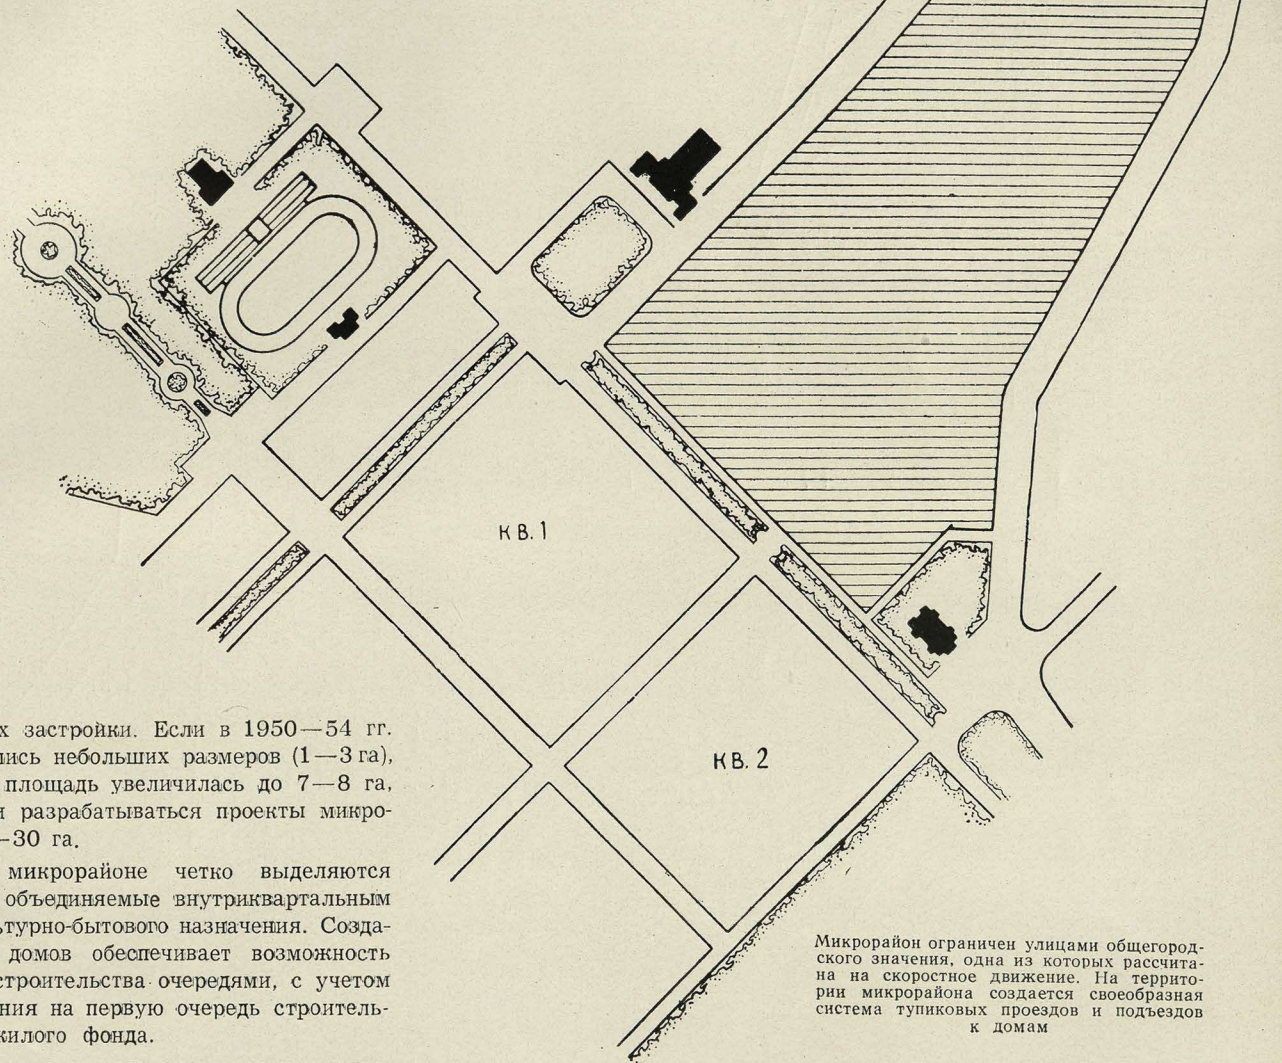 КВ. 1
КВ. 2
х застройки. Если в 1950—54 гг.
лись небольших размеров (1—3 га),
площадь увеличилась до 7—8 га,
и разрабатываться проекты микро-
–30 га.
микрорайоне четко выделяются
объединяемые внутриквартальным
ьтурно-бытового назначения. Созда-
домов обеспечивает возможность
строительства очередями, с учетом
ния на первую очередь строитель-
жилого фонда.
Микрорайон ограничен улицами общегород-
ского значения, одна из которых рассчита-
на на скоростное движение. На террито-
рии микрорайона создается своеобразная
система тупиковых проездов и подъездов
к домам